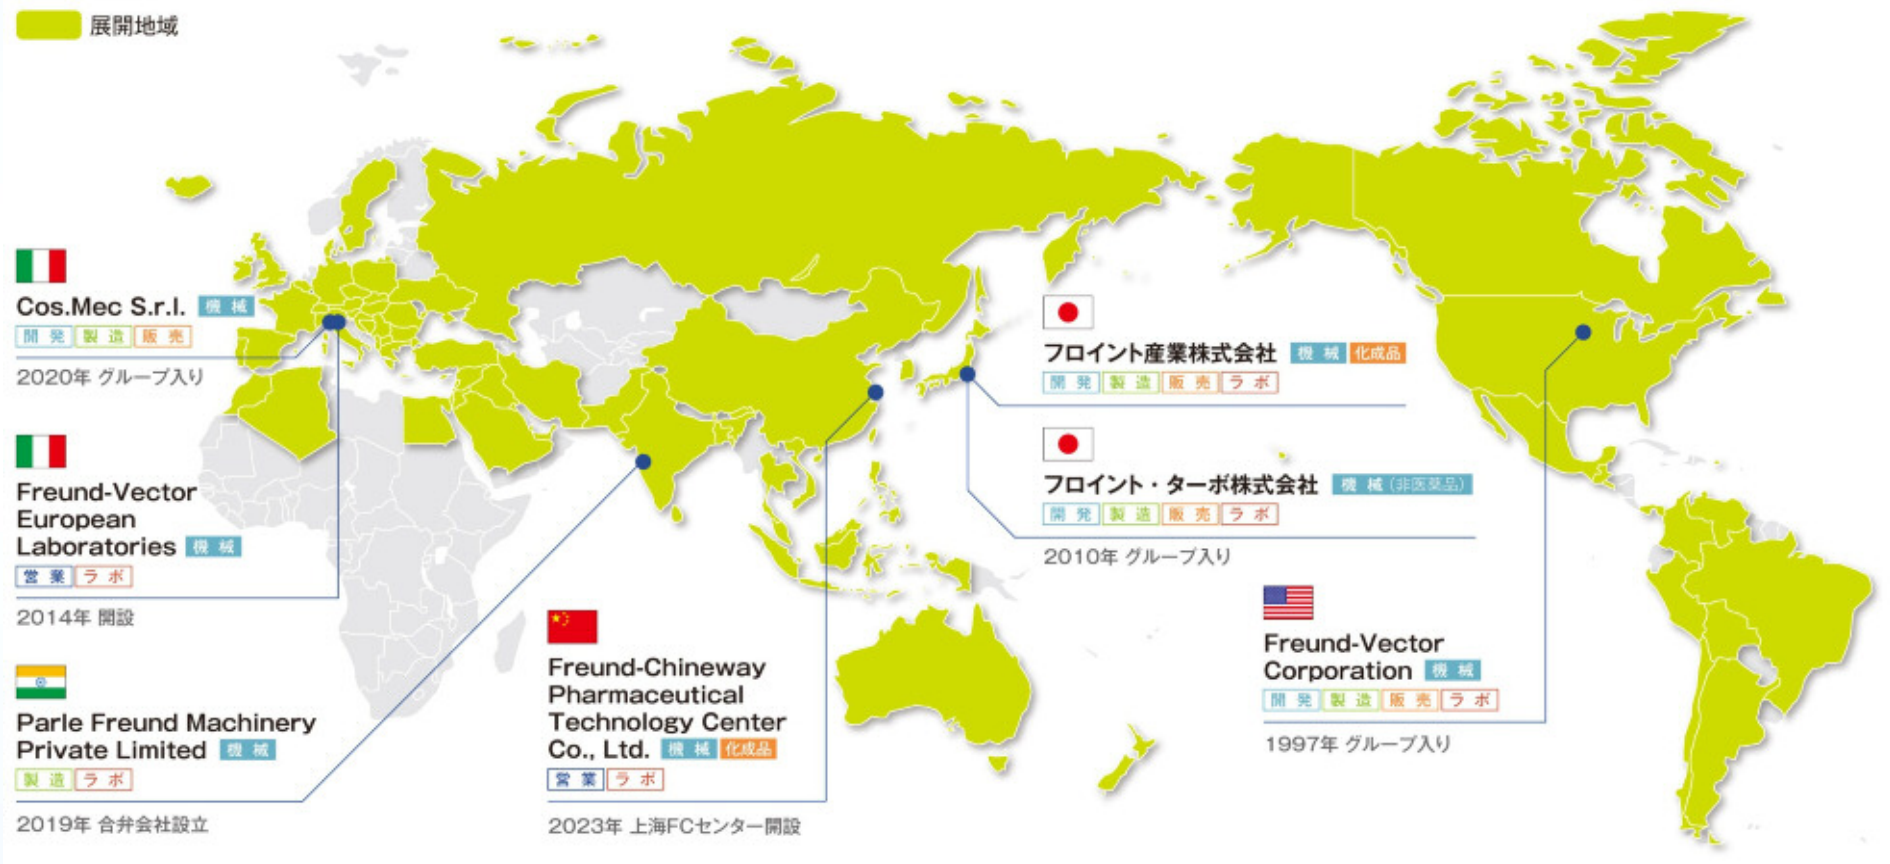 展開地域
Cos.Mec S.r.l. 機械
開発 製造 販売
2020年 グループ入り
Freund-Vector
European
Laboratories 機械
営業 ラボ
2014年 開設
Parle Freund Machinery
Private Limited 機械
製造 ラボ
2019年 合弁会社設立
Freund-Chineway
Pharmaceutical
Technology Center
Co., Ltd. 機械 化成品
営業 ラボ
2023年 上海FCセンター開設
フロイント産業株式会社 機械 化成品
開発 製造 販売 ラボ
フロイント・ターボ株式会社 機械(非医薬品)
開発 製造 販売 ラボ
2010年 グループ入り
Freund-Vector
Corporation 機械
開発 製造 販売 ラボ
1997年 グループ入り